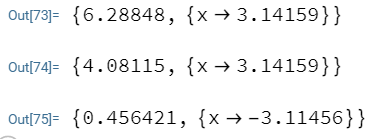 Out[73]= {6.28848, {x → 3.14159}}
Out[74]= {4.08115, {x → 3.14159}}
Out[75]= {0.456421, {x → -3.11456}}